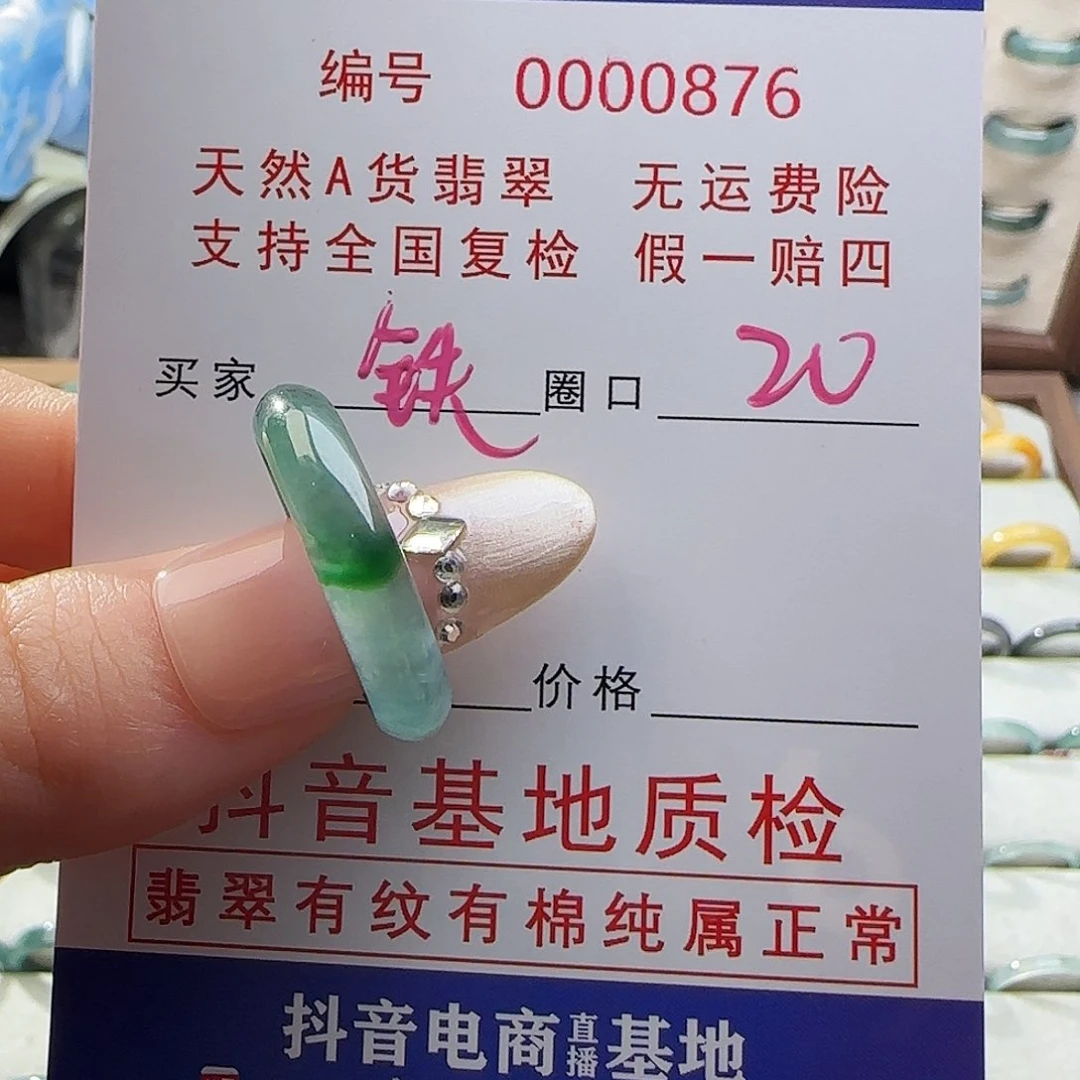 编号 0000876
天然A货翡翠 无运费险
支持全国复检 假一赔四
买家 铁 圈口 20
价格
抖音基地质检
翡翠有纹有棉纯属正常
抖音电商直播基地